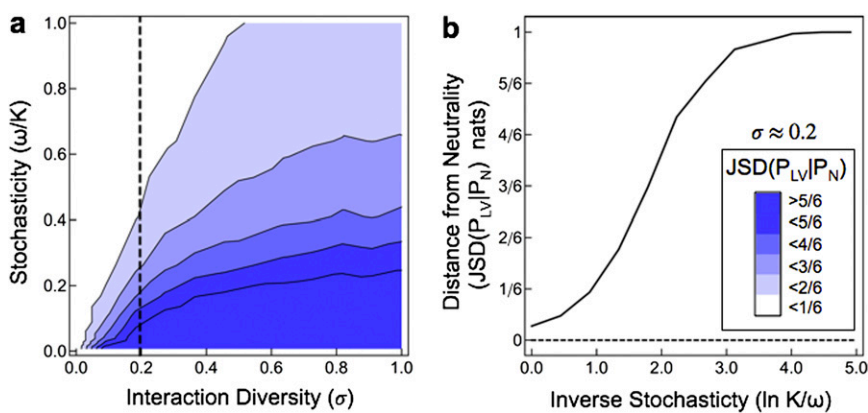 a
Stochasticity (ω/K)
1.0
0.8
0.6
0.4
0.2
0.0
0.0 0.2 0.4 0.6 0.8 1.0
Interaction Diversity (σ)
b
Distance from Neutrality
(JSD(P_LV|P_N) nats)
1
5/6
4/6
3/6
2/6
1/6
0
σ ≈ 0.2
JSD(P_LV|P_N)
>5/6
<5/6
<4/6
<3/6
<2/6
<1/6
0.0 1.0 2.0 3.0 4.0 5.0
Inverse Stochasticty (ln K/ω)